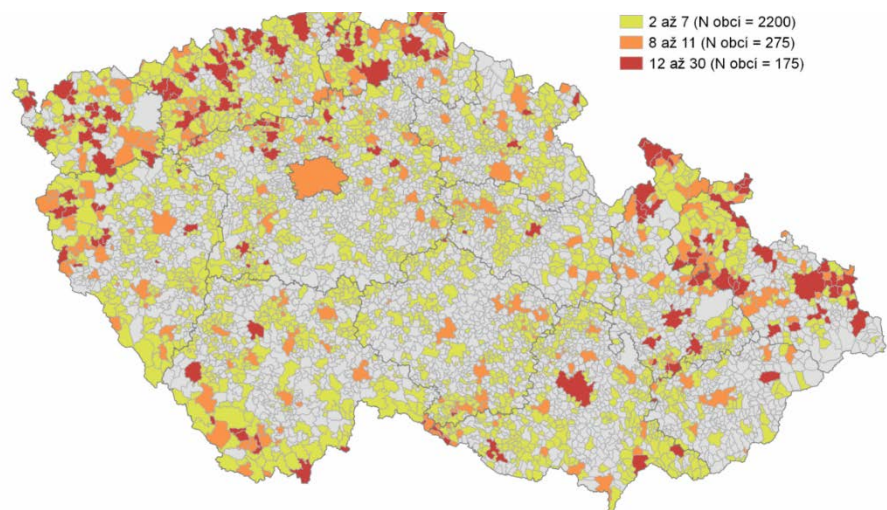 2 až 7 (N obcí = 2200)
8 až 11 (N obcí = 275)
12 až 30 (N obcí = 175)